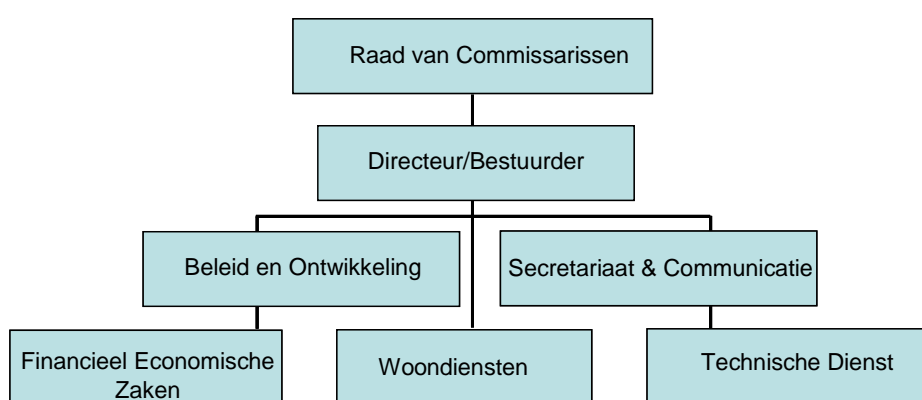 Raad van Commissarissen
Directeur/Bestuurder
Beleid en Ontwikkeling
Secretariaat & Communicatie
Financieel Economische
Zaken
Woondiensten
Technische Dienst